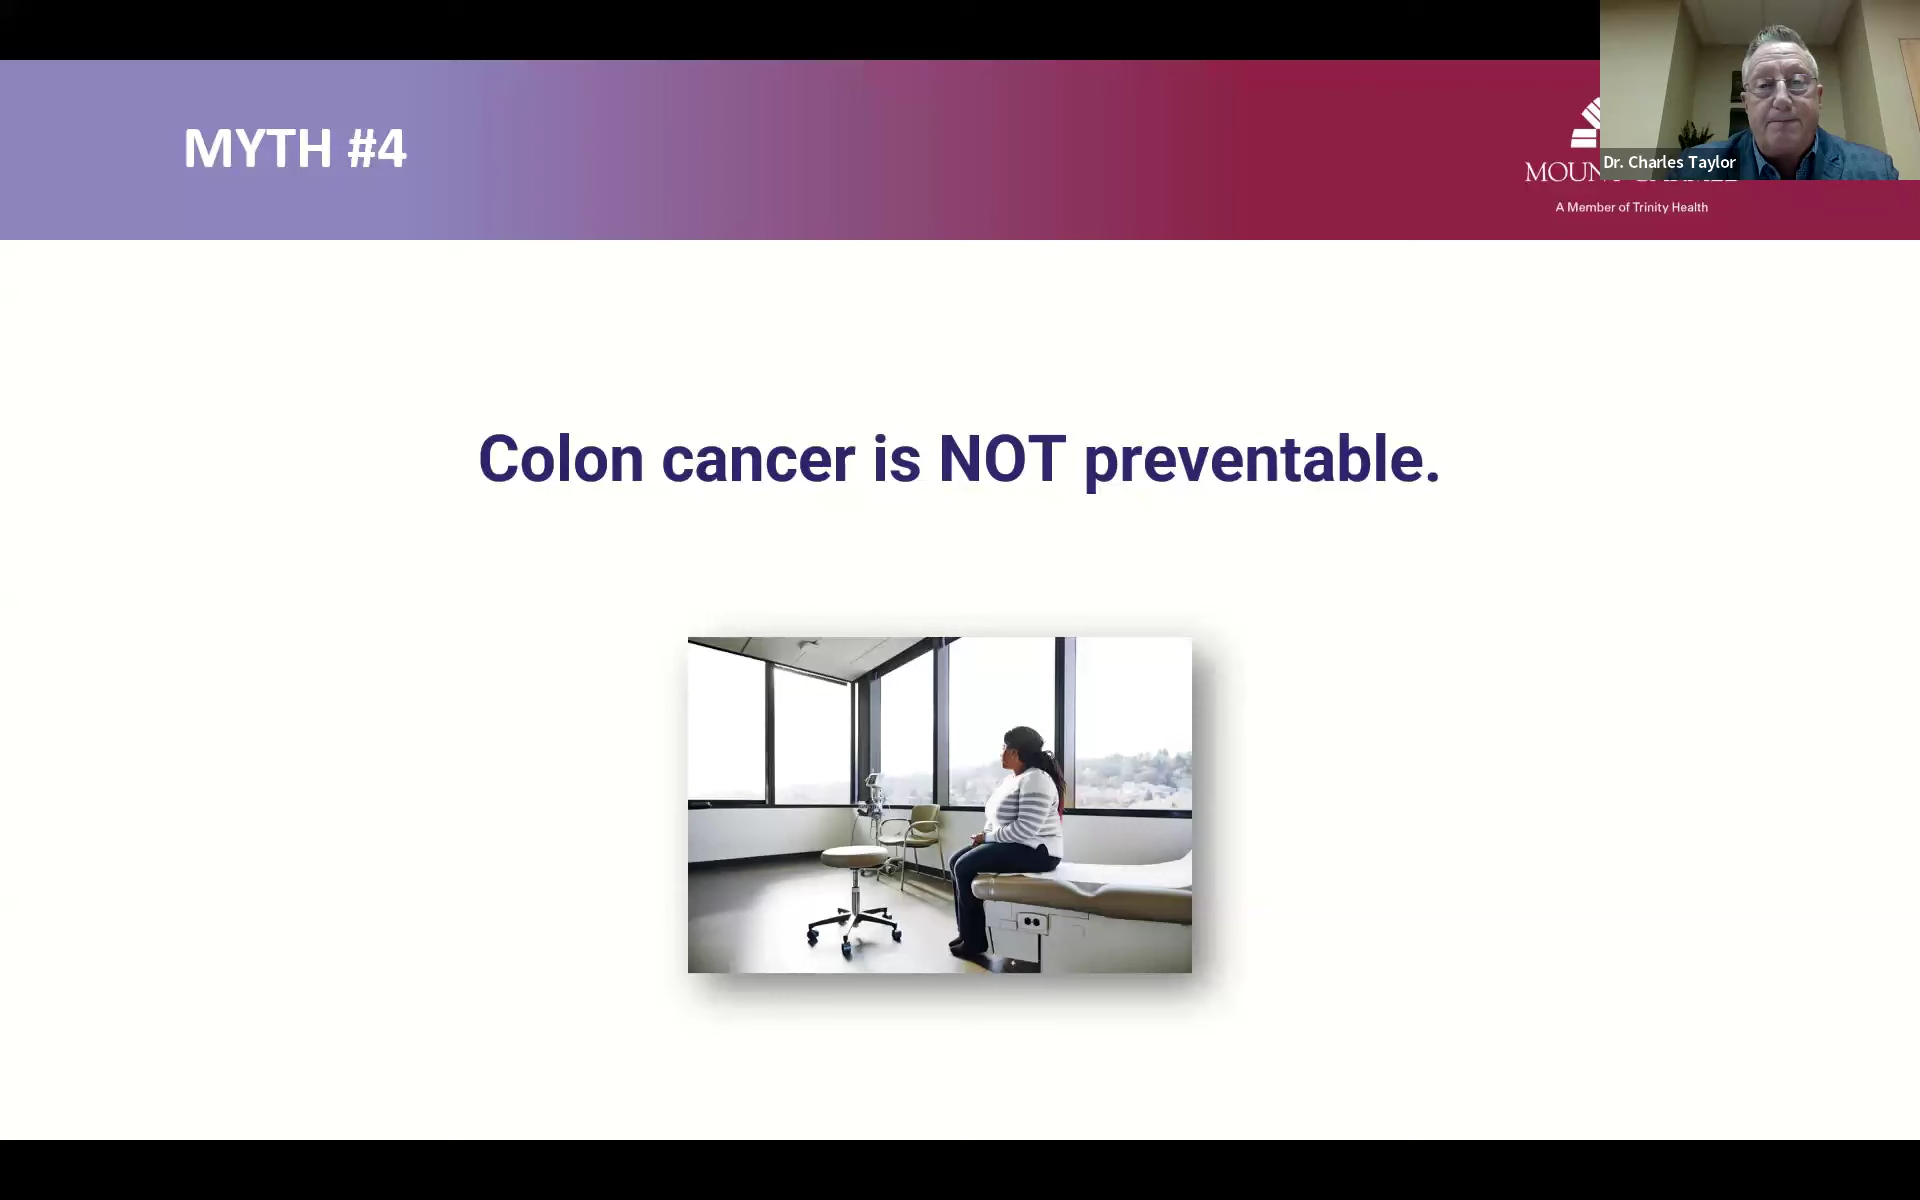 MYTH #4
Dr. Charles Taylor
A Member of Trinity Health
Colon cancer is NOT preventable.